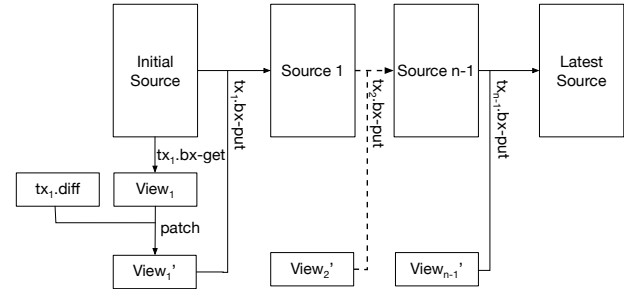 Initial
Source
Source 1
Source n-1
Latest
Source
tx₁.bx-put
tx₂.bx-put
txₙ₋₁.bx-put
tx₁.bx-get
tx₁.diff
View₁
patch
View₁'
View₂'
Viewₙ₋₁'